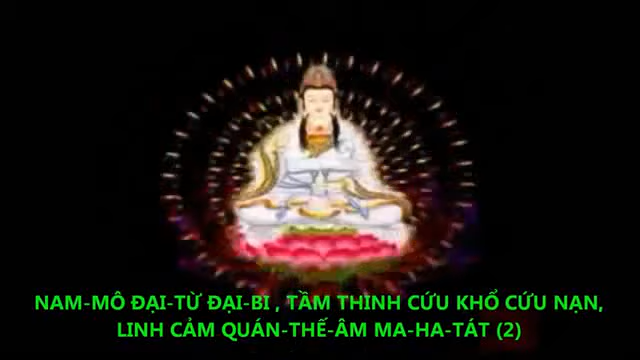 NAM-MÔ ĐẠI-TỪ ĐẠI-BI , TẦM THINH CỨU KHỔ CỨU NẠN,
LINH CẢM QUÁN-THẾ-ÂM MA-HA-TÁT (2)